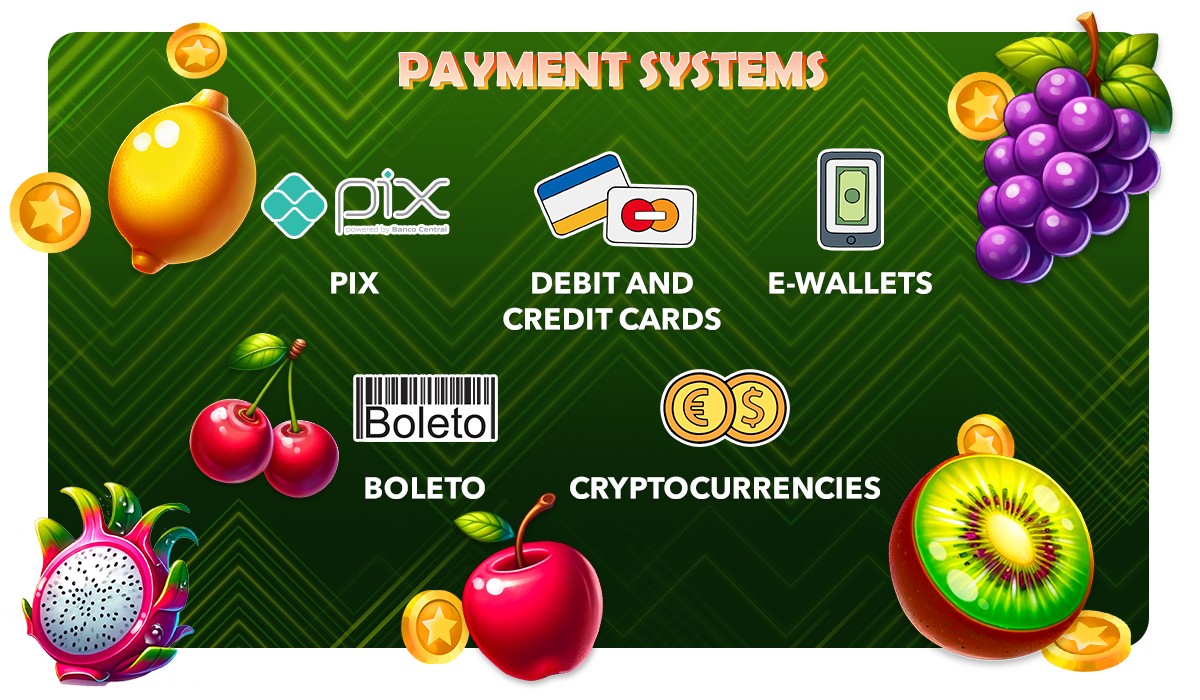 PAYMENT SYSTEMS
pix
powered by Banco Central
PIX
DEBIT AND
CREDIT CARDS
E-WALLETS
Boleto
BOLETO
€ $
CRYPTOCURRENCIES